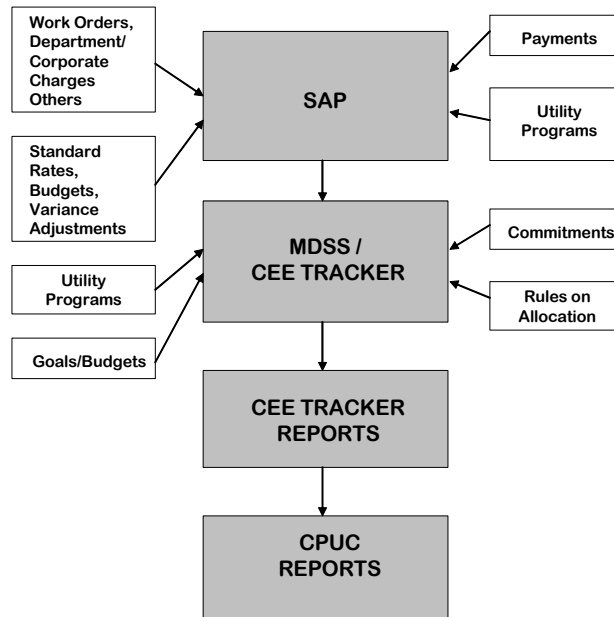 Work Orders,
Department/
Corporate
Charges
Others
Payments
SAP
Utility
Programs
Standard
Rates,
Budgets,
Variance
Adjustments
MDSS /
CEE TRACKER
Commitments
Utility
Programs
Rules on
Allocation
Goals/Budgets
CEE TRACKER
REPORTS
CPUC
REPORTS